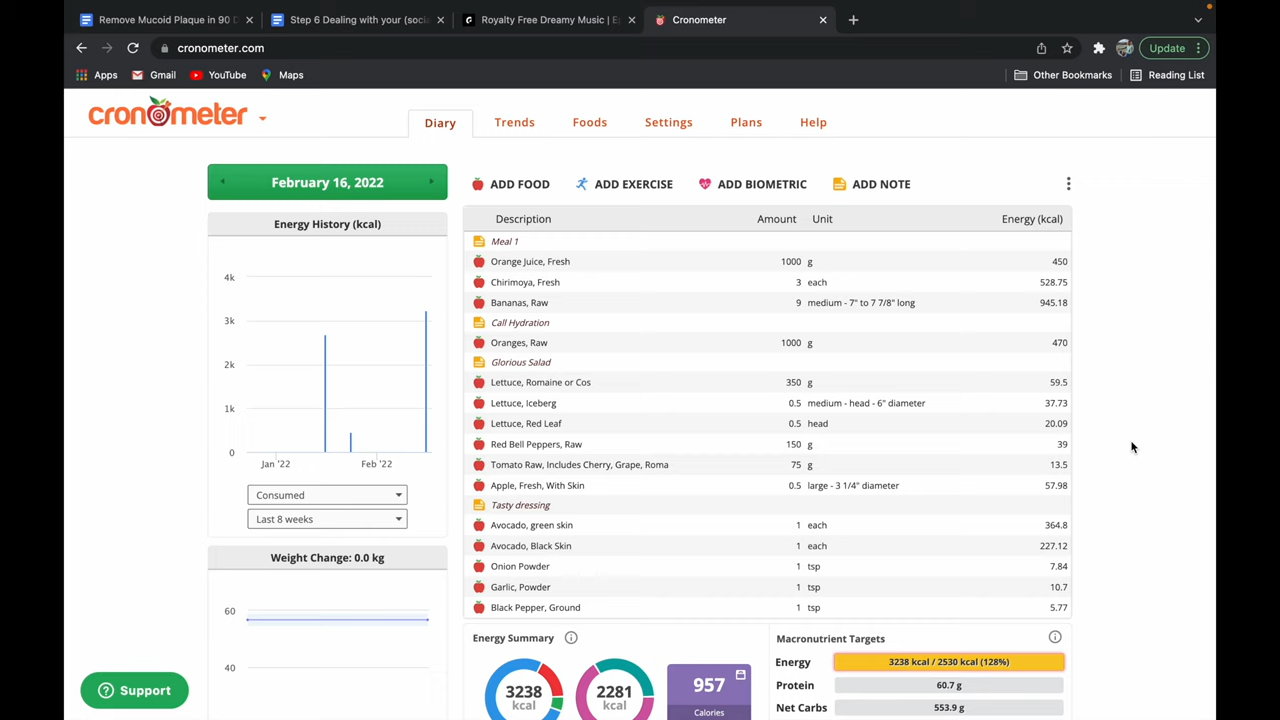 Remove Mucoid Plaque in 90 D
Step 6 Dealing with your (soci
Royalty Free Dreamy Music | Ep
Cronometer
cronometer.com
Update
Apps
Gmail
YouTube
Maps
Other Bookmarks
Reading List
cronometer
Diary
Trends
Foods
Settings
Plans
Help
February 16, 2022
ADD FOOD
ADD EXERCISE
ADD BIOMETRIC
ADD NOTE
Energy History (kcal)
4k
3k
2k
1k
0
Jan '22
Feb '22
Consumed
Last 8 weeks
Weight Change: 0.0 kg
60
40
Support
Description Amount Unit Energy (kcal)
Meal 1
Orange Juice, Fresh 1000 g 450
Chirimoya, Fresh 3 each 528.75
Bananas, Raw 9 medium - 7" to 7 7/8" long 945.18
Call Hydration
Oranges, Raw 1000 g 470
Glorious Salad
Lettuce, Romaine or Cos 350 g 59.5
Lettuce, Iceberg 0.5 medium - head - 6" diameter 37.73
Lettuce, Red Leaf 0.5 head 20.09
Red Bell Peppers, Raw 150 g 39
Tomato Raw, Includes Cherry, Grape, Roma 75 g 13.5
Apple, Fresh, With Skin 0.5 large - 3 1/4" diameter 57.98
Tasty dressing
Avocado, green skin 1 each 364.8
Avocado, Black Skin 1 each 227.12
Onion Powder 1 tsp 7.84
Garlic, Powder 1 tsp 10.7
Black Pepper, Ground 1 tsp 5.77
Energy Summary
3238
kcal
2281
kcal
957
Calories
Macronutrient Targets
Energy 3238 kcal / 2530 kcal (128%)
Protein 60.7 g
Net Carbs 553.9 g